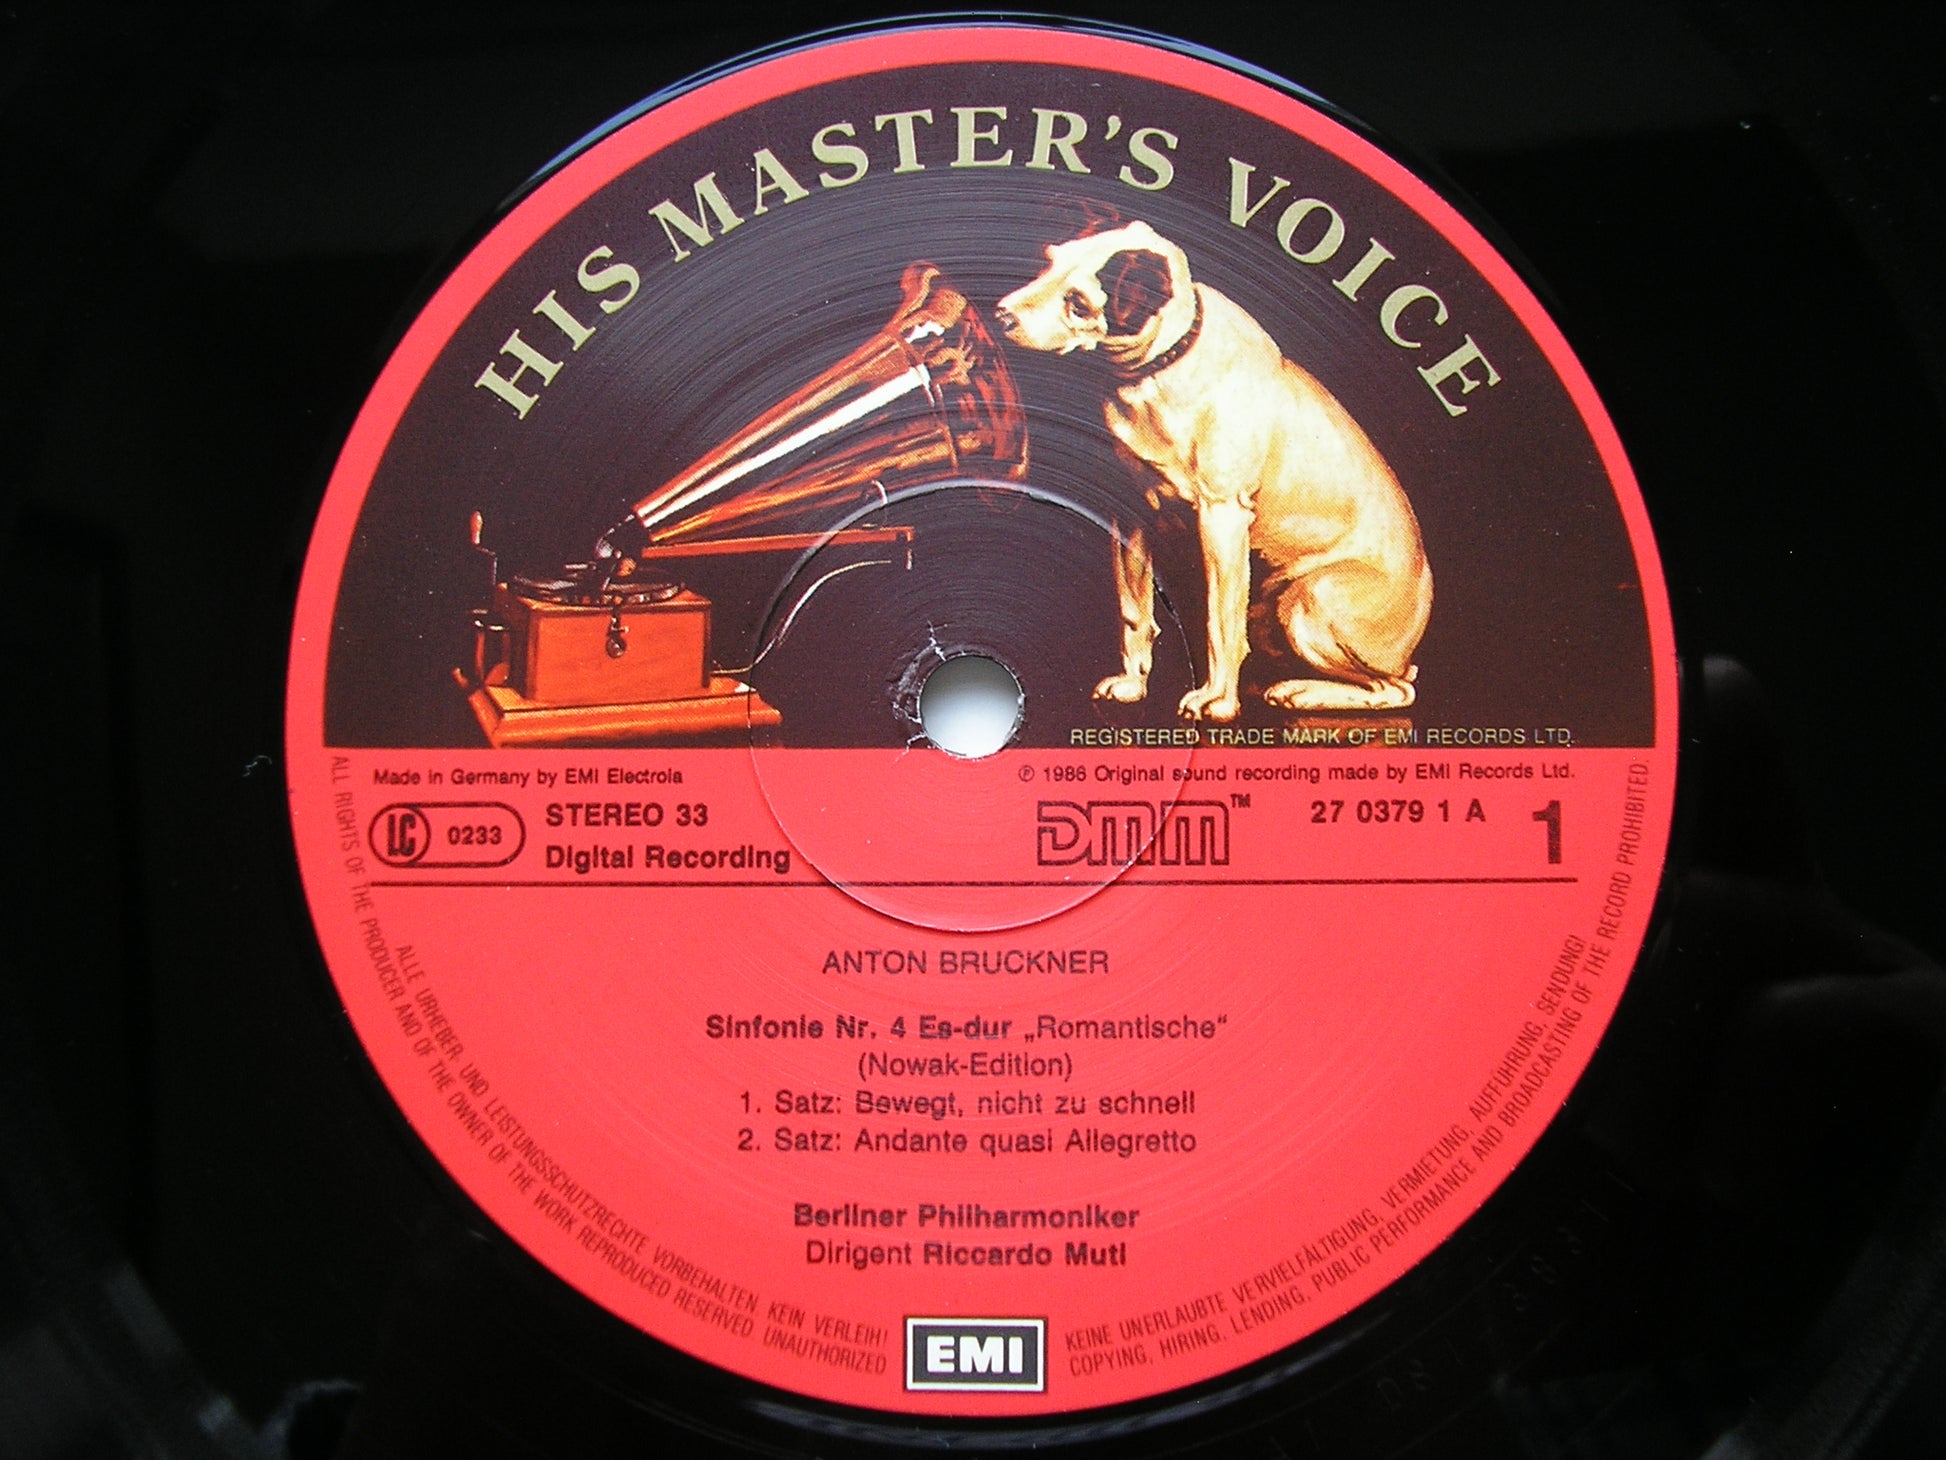 HIS MASTER'S VOICE
REGISTERED TRADE MARK OF EMI RECORDS LTD.
Made in Germany by EMI Electrola
℗ 1986 Original sound recording made by EMI Records Ltd.
LC 0233
STEREO 33
Digital Recording
DMM™
27 0379 1 A
1
ANTON BRUCKNER
Sinfonie Nr. 4 Es-dur „Romantische“
(Nowak-Edition)
1. Satz: Bewegt, nicht zu schnell
2. Satz: Andante quasi Allegretto
Berliner Philharmoniker
Dirigent Riccardo Muti
EMI
ALLE URHEBER- UND LEISTUNGSSCHUTZRECHTE VORBEHALTEN KEIN VERLEIH!
KEINE UNERLAUBTE VERVIELFÄLTIGUNG, VERMIETUNG, AUFFÜHRUNG, SENDUNG!
ALL RIGHTS OF THE PRODUCER AND OF THE OWNER OF THE WORK REPRODUCED RESERVED UNAUTHORIZED
COPYING, HIRING, LENDING, PUBLIC PERFORMANCE AND BROADCASTING OF THE RECORD PROHIBITED.